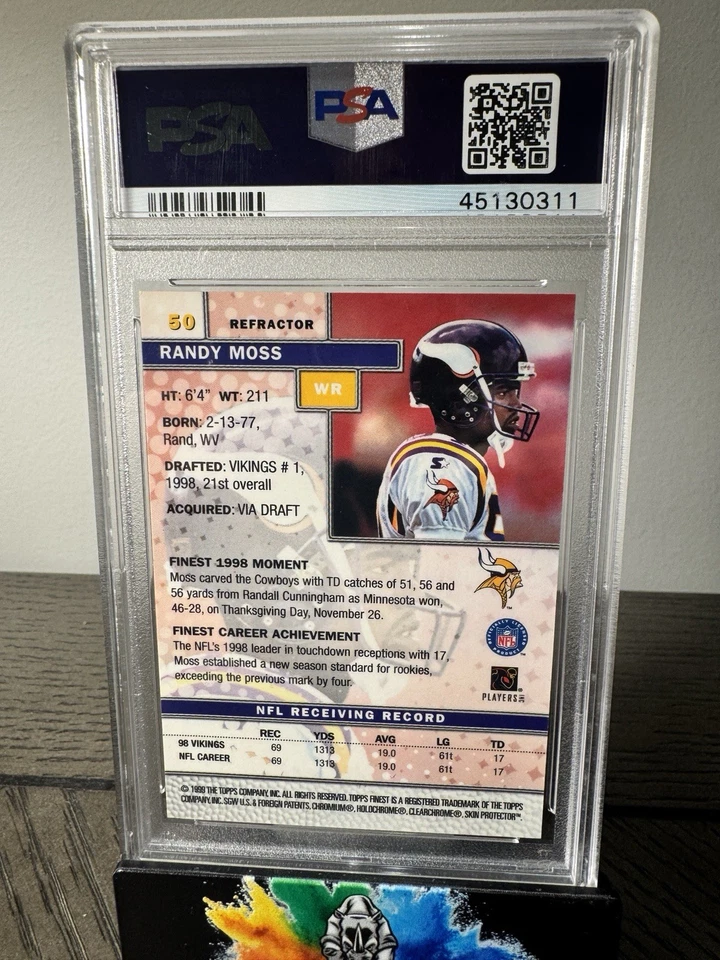 PSA
PSA
45130311
50
REFRACTOR
RANDY MOSS
WR
HT: 6'4" WT: 211
BORN: 2-13-77,
Rand, WV
DRAFTED: VIKINGS # 1,
1998, 21st overall
ACQUIRED: VIA DRAFT
FINEST 1998 MOMENT
Moss carved the Cowboys with TD catches of 51, 56 and
56 yards from Randall Cunningham as Minnesota won,
46-28, on Thanksgiving Day, November 26.
FINEST CAREER ACHIEVEMENT
The NFL's 1998 leader in touchdown receptions with 17,
Moss established a new season standard for rookies,
exceeding the previous mark by four.
TM
OFFICIALLY LICENSED PRODUCT
NFL
PLAYERS INC
NFL RECEIVING RECORD
REC YDS AVG LG TD
98 VIKINGS 69 1313 19.0 61t 17
NFL CAREER 69 1313 19.0 61t 17
© 1999 THE TOPPS COMPANY, INC. ALL RIGHTS RESERVED. TOPPS FINEST IS A REGISTERED TRADEMARK OF THE TOPPS
COMPANY, INC. SGW U.S. & FOREIGN PATENTS. CHROMIUM®, HOLOCHROME®, CLEARCHROME®, SKIN PROTECTOR™.